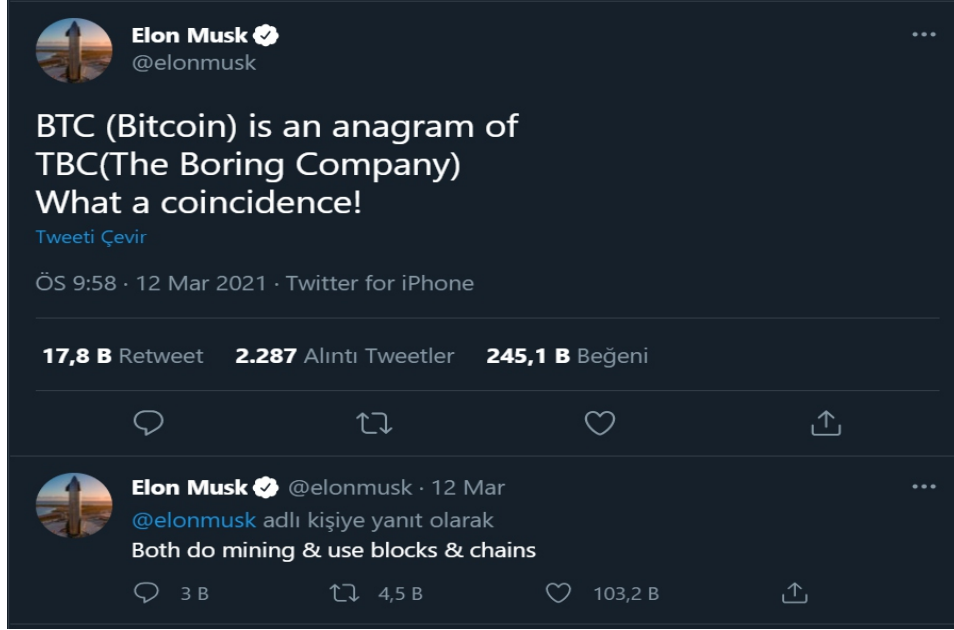 Elon Musk
@elonmusk
BTC (Bitcoin) is an anagram of
TBC(The Boring Company)
What a coincidence!
Tweeti Çevir
ÖS 9:58 · 12 Mar 2021 · Twitter for iPhone
17,8 B Retweet 2.287 Alıntı Tweetler 245,1 B Beğeni
Elon Musk @elonmusk · 12 Mar
@elonmusk adlı kişiye yanıt olarak
Both do mining & use blocks & chains
3 B 4,5 B 103,2 B